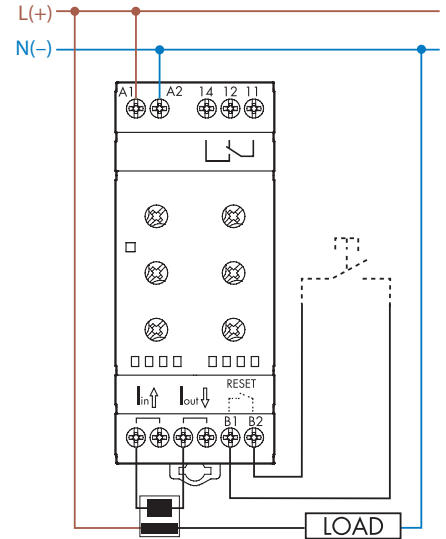 L(+)
N(−)
A1 A2 14 12 11
Iin Iout RESET
B1 B2
LOAD